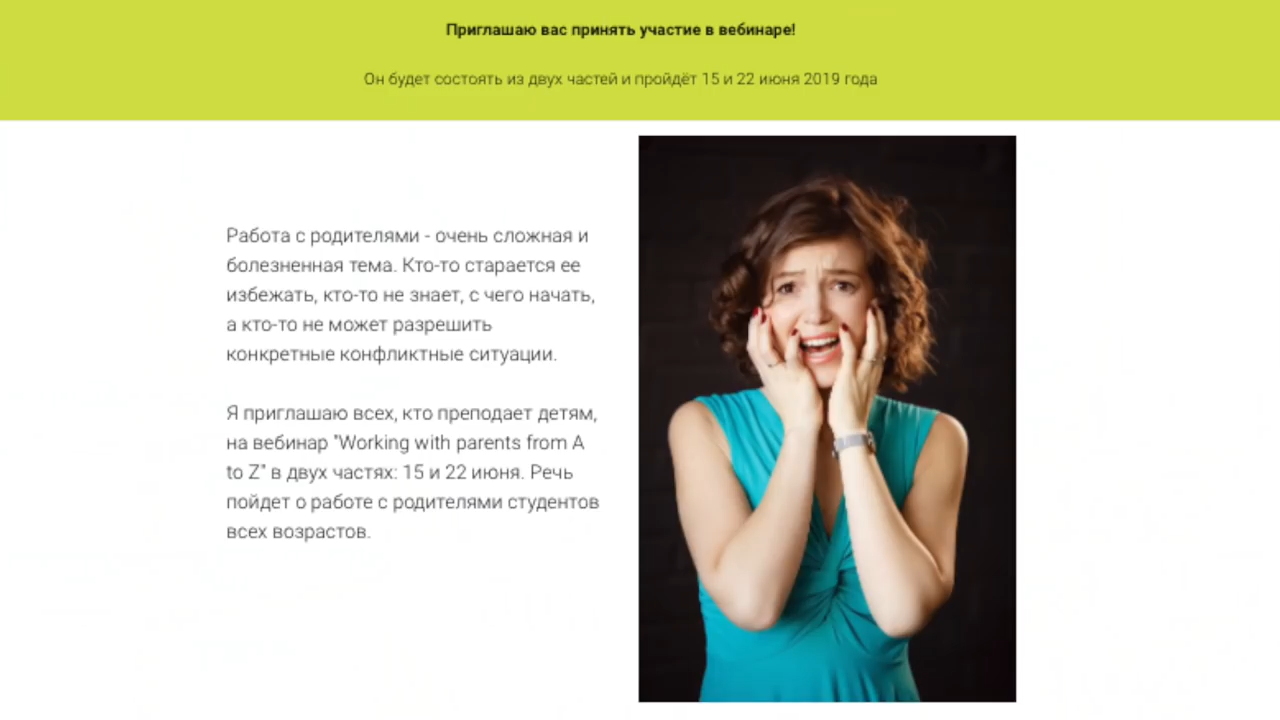 Приглашаю вас принять участие в вебинаре!
Он будет состоять из двух частей и пройдёт 15 и 22 июня 2019 года
Работа с родителями - очень сложная и
болезненная тема. Кто-то старается ее
избежать, кто-то не знает, с чего начать,
а кто-то не может разрешить
конкретные конфликтные ситуации.
Я приглашаю всех, кто преподает детям,
на вебинар "Working with parents from A
to Z" в двух частях: 15 и 22 июня. Речь
пойдет о работе с родителями студентов
всех возрастов.